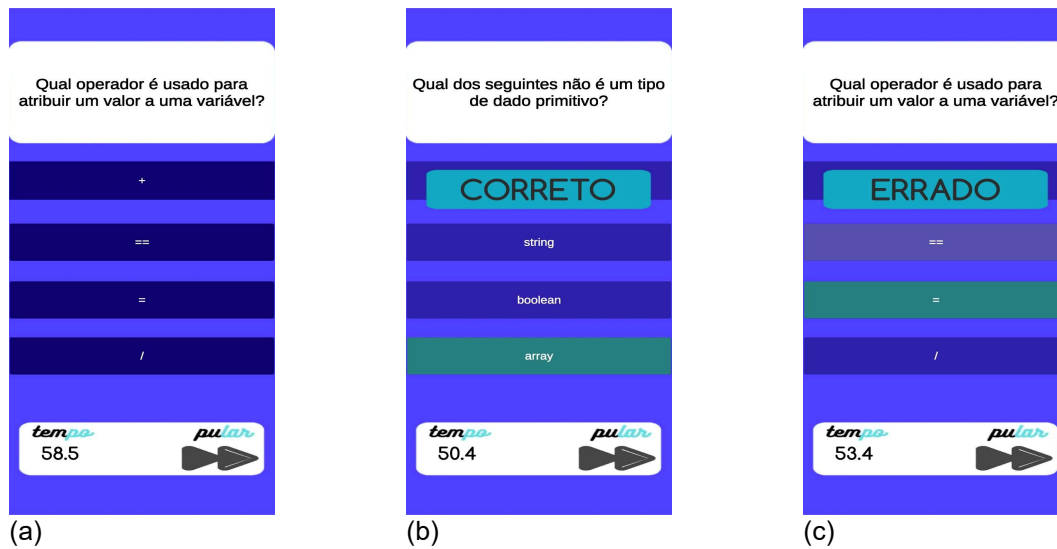 Qual operador é usado para
atribuir um valor a uma variável?
+
==
=
/
tempo
pular
58.5
(a)
Qual dos seguintes não é um tipo
de dado primitivo?
CORRETO
string
boolean
array
tempo
pular
50.4
(b)
Qual operador é usado para
atribuir um valor a uma variável?
ERRADO
==
=
/
tempo
pular
53.4
(c)